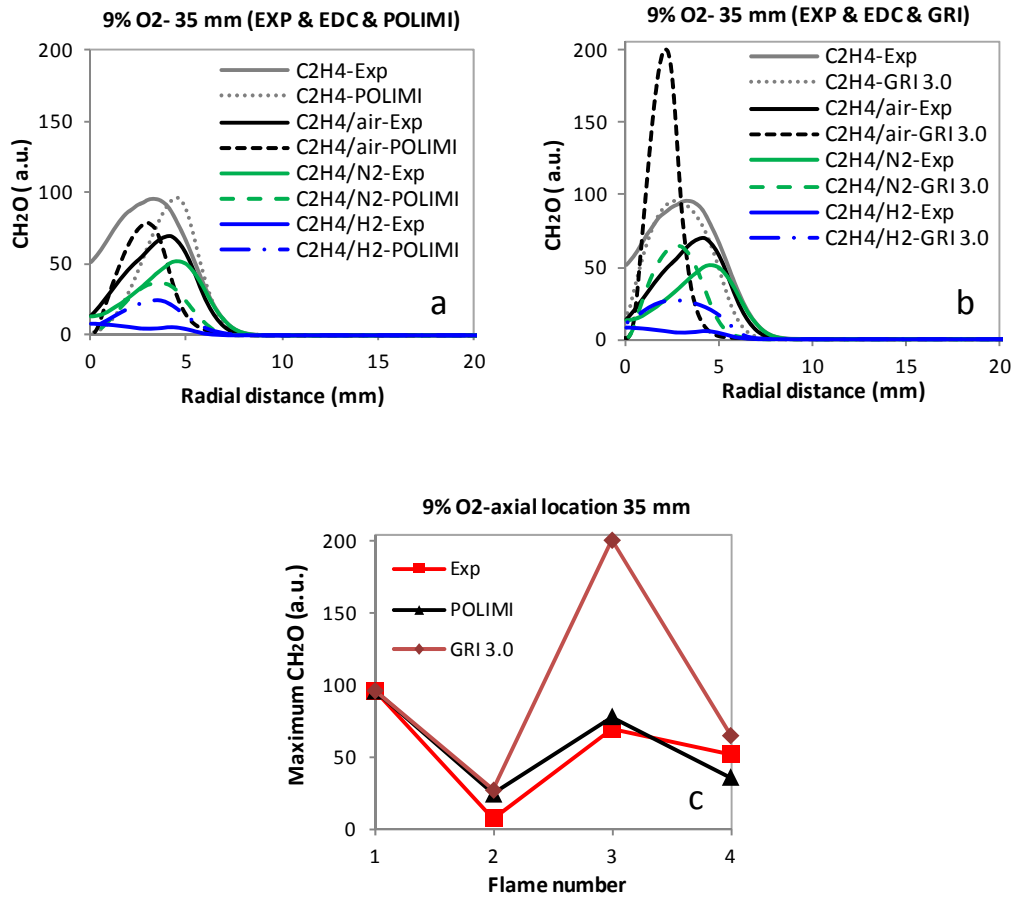 9% O2- 35 mm (EXP & EDC & POLIMI)
CH2O ( a.u.)
200
150
100
50
0
C2H4-Exp
C2H4-POLIMI
C2H4/air-Exp
C2H4/air-POLIMI
C2H4/N2-Exp
C2H4/N2-POLIMI
C2H4/H2-Exp
C2H4/H2-POLIMI
a
0 5 10 15 20
Radial distance (mm)
9% O2- 35 mm (EXP & EDC & GRI)
CH2O (a.u.)
200
150
100
50
0
C2H4-Exp
C2H4-GRI 3.0
C2H4/air-Exp
C2H4/air-GRI 3.0
C2H4/N2-Exp
C2H4/N2-GRI 3.0
C2H4/H2-Exp
C2H4/H2-GRI 3.0
b
0 5 10 15 20
Radial distance (mm)
9% O2-axial location 35 mm
Maximum CH2O (a.u.)
200
150
100
50
0
Exp
POLIMI
GRI 3.0
c
1 2 3 4
Flame number